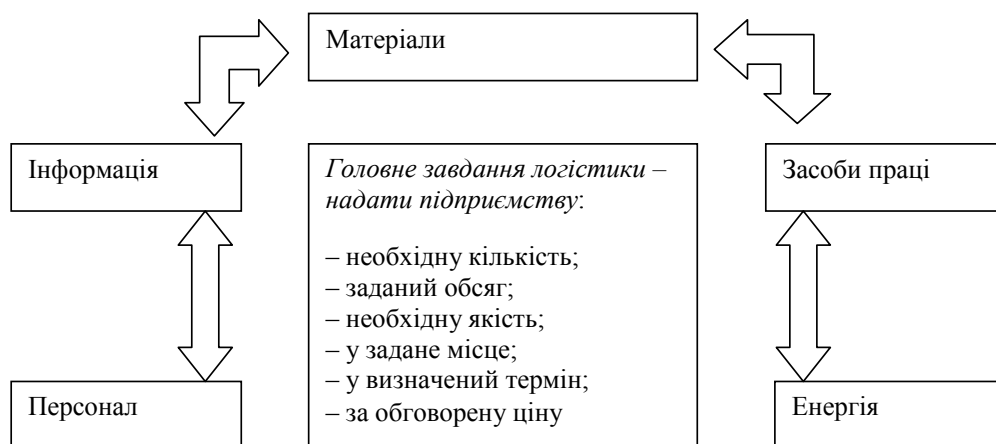 Матеріали
Інформація
Головне завдання логістики –
надати підприємству:
– необхідну кількість;
– заданий обсяг;
– необхідну якість;
– у задане місце;
– у визначений термін;
– за обговорену ціну
Засоби праці
Персонал
Енергія